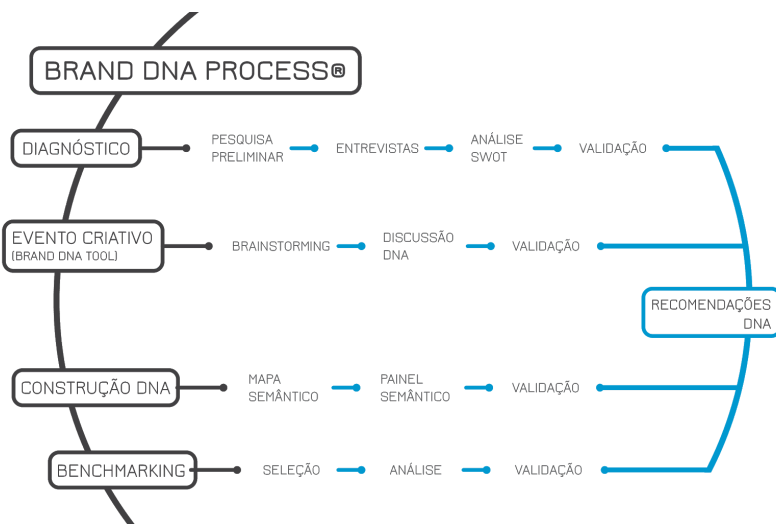 BRAND DNA PROCESS®
DIAGNÓSTICO
PESQUISA
PRELIMINAR
ENTREVISTAS
ANÁLISE
SWOT
VALIDAÇÃO
EVENTO CRIATIVO
(BRAND DNA TOOL)
BRAINSTORMING
DISCUSSÃO
DNA
VALIDAÇÃO
RECOMENDAÇÕES
DNA
CONSTRUÇÃO DNA
MAPA
SEMÂNTICO
PAINEL
SEMÂNTICO
VALIDAÇÃO
BENCHMARKING
SELEÇÃO
ANÁLISE
VALIDAÇÃO